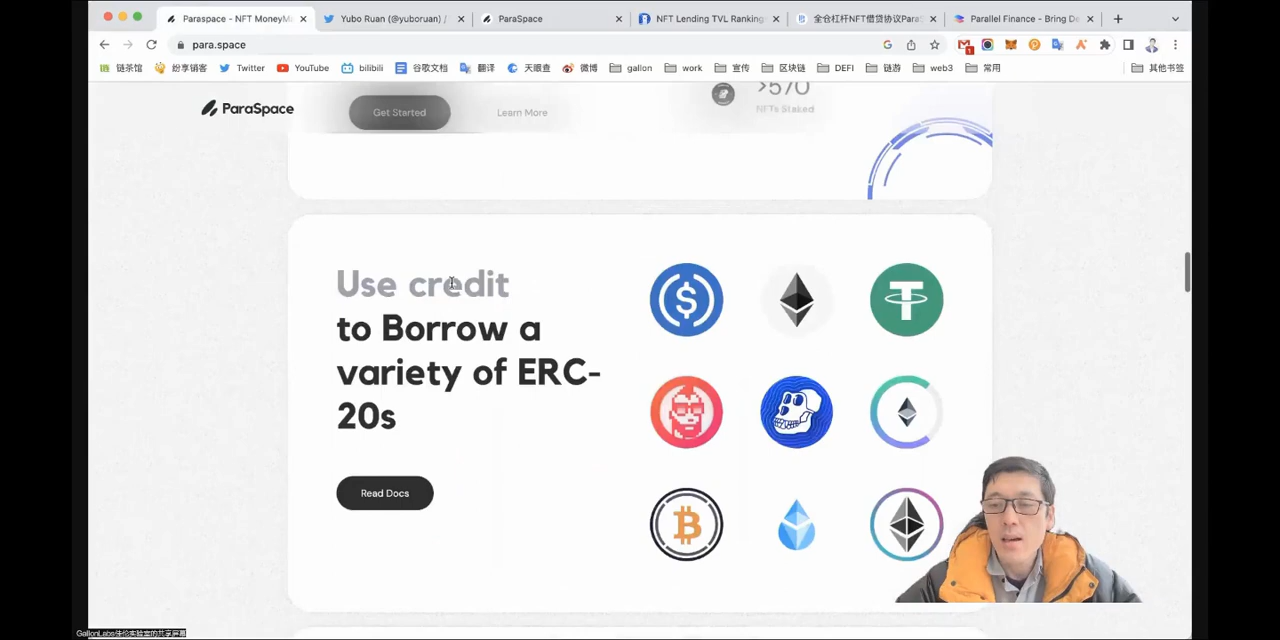 Paraspace - NFT MoneyMa
Yubo Ruan (@yuboruan) /
ParaSpace
NFT Lending TVL Ranking
全仓杠杆NFT借贷协议Para
Parallel Finance - Bring De
para.space
链茶馆
纷享销客
Twitter
YouTube
bilibili
谷歌文档
翻译
天眼查
微博
gallon
work
宣传
区块链
DEFI
链游
web3
常用
其他书签
ParaSpace
Get Started
Learn More
>570
NFTs Staked
Use credit
to Borrow a
variety of ERC-
20s
Read Docs